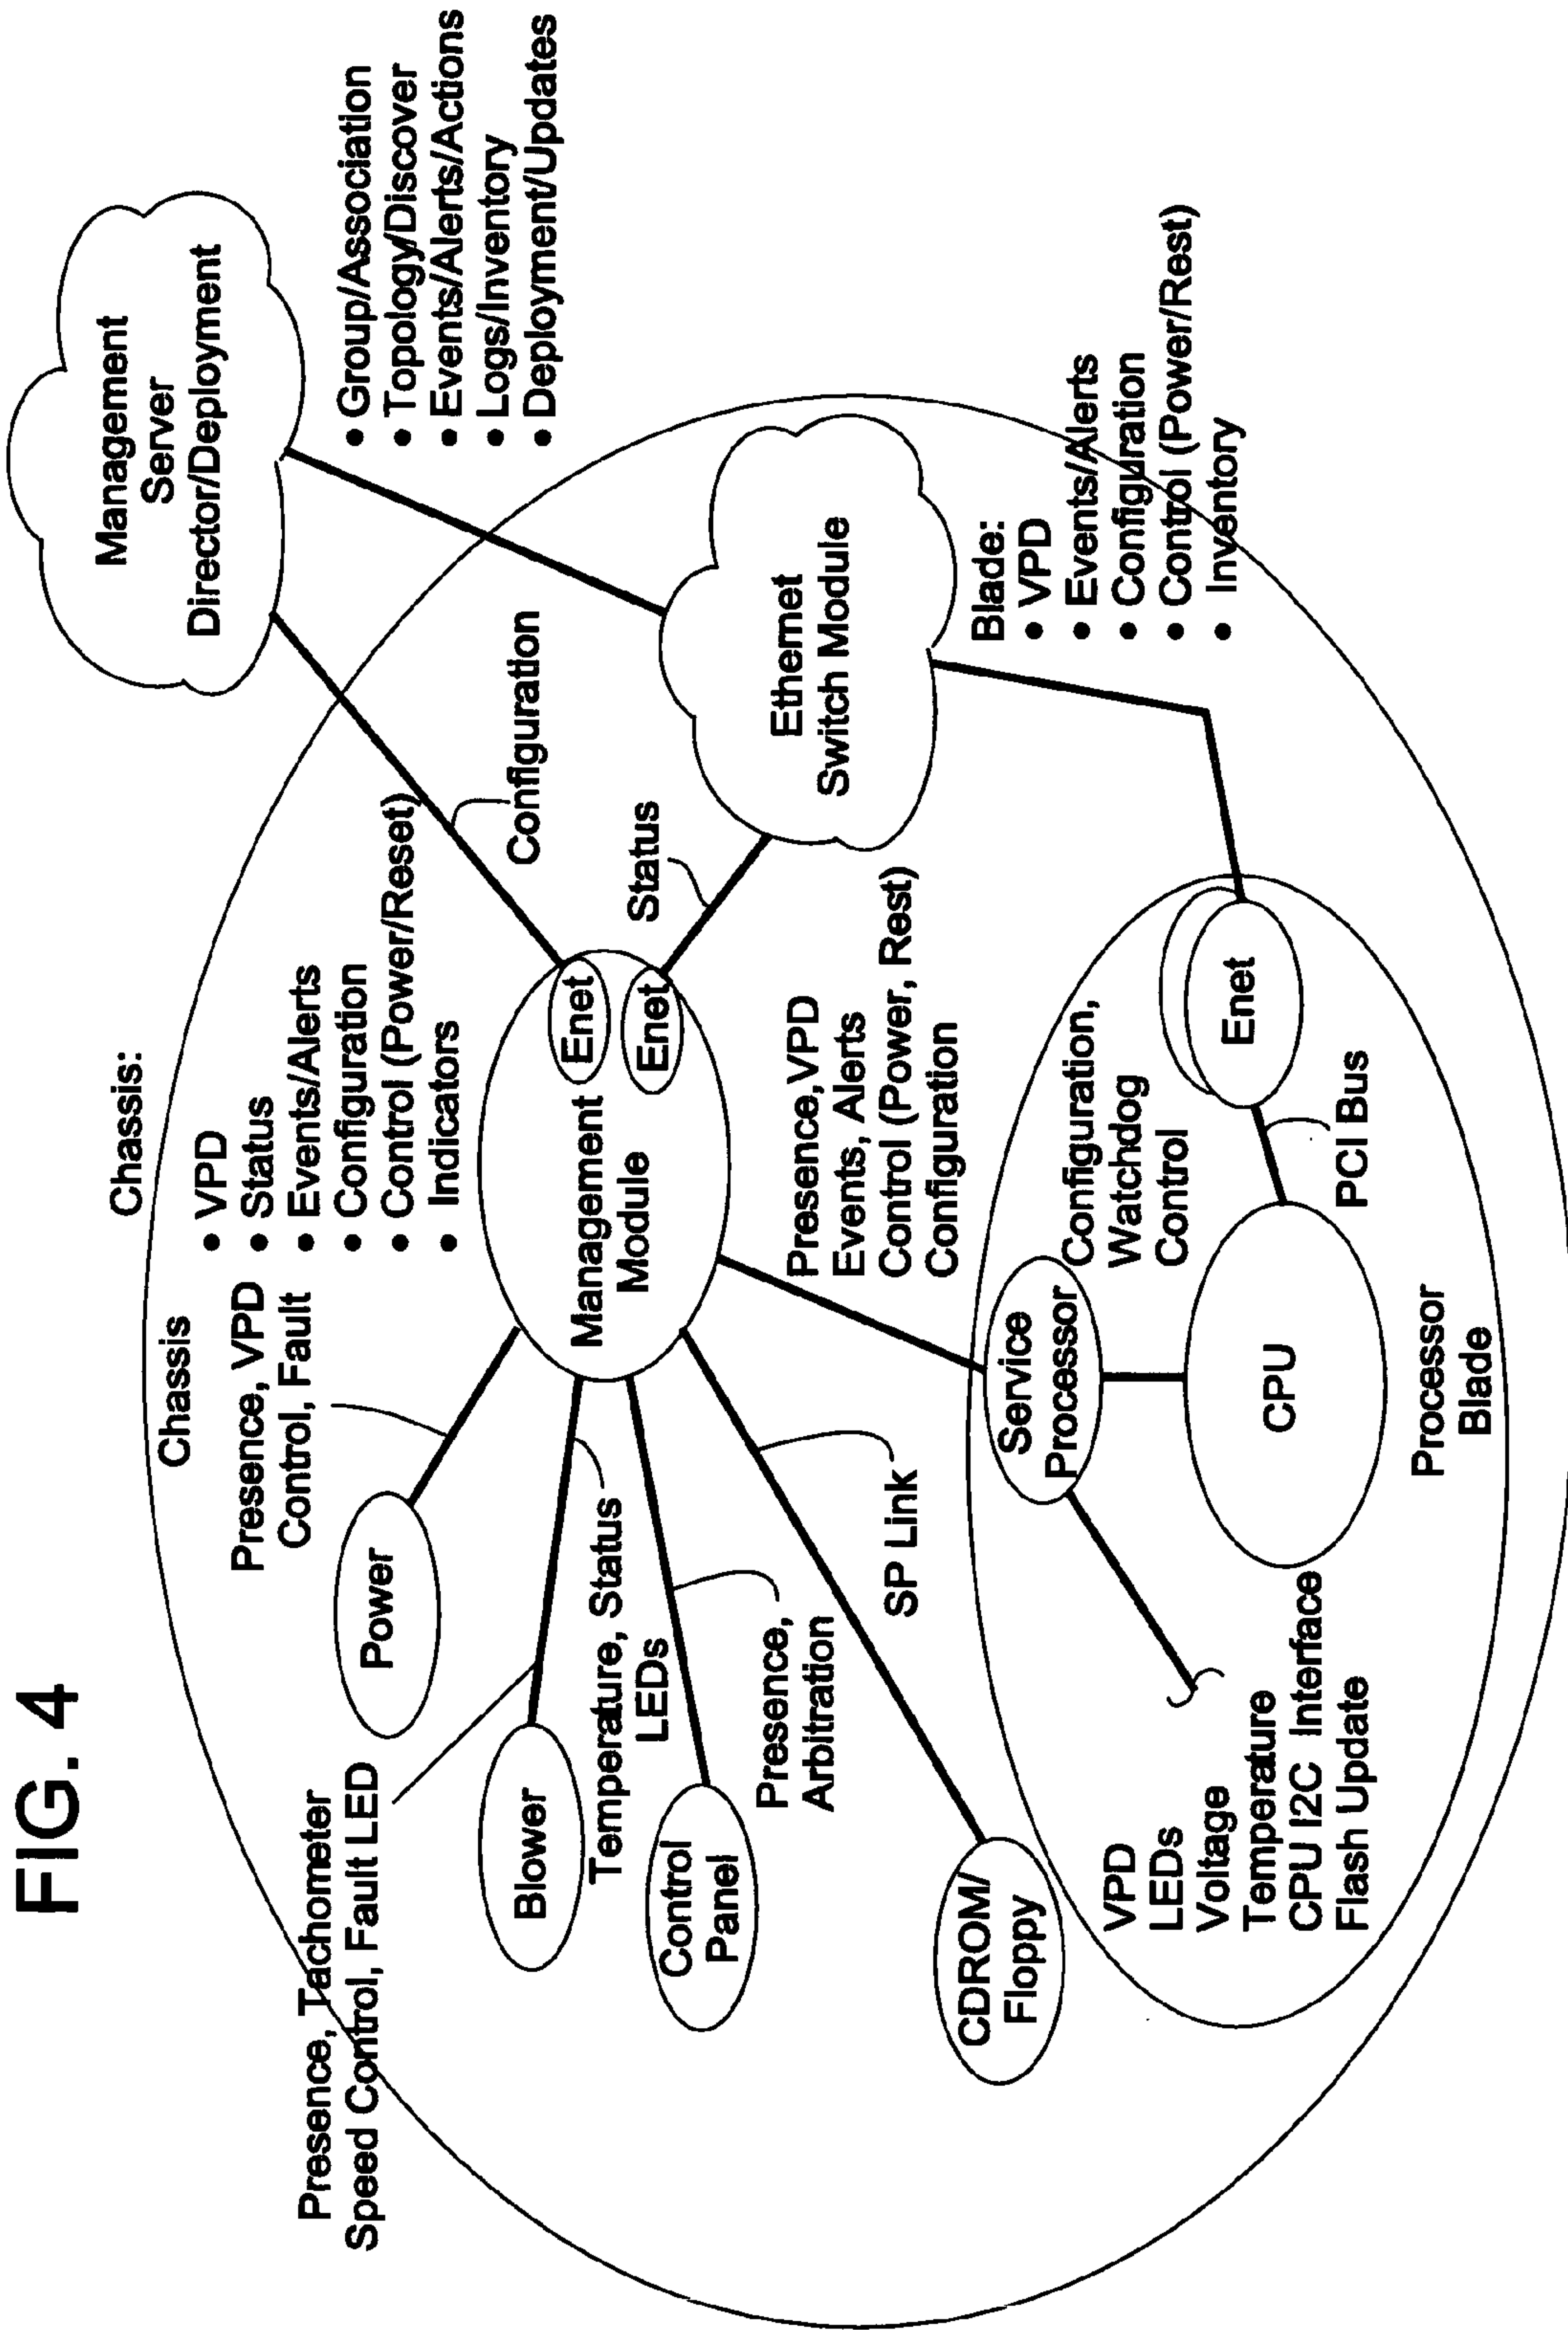 FIG. 4
Management
Server
Director/Deployment
• Group/Association
• Topology/Discover
• Events/Alerts/Actions
• Logs/Inventory
• Deployment/Updates
Chassis:
• VPD
• Status
• Events/Alerts
• Configuration
• Control (Power/Reset)
• Indicators
Chassis
Presence, VPD
Control, Fault
Power
Presence, Tachometer
Speed Control, Fault LED
Blower
Temperature, Status
LEDs
Control
Panel
Presence,
Arbitration
CDROM/
Floppy
SP Link
Management
Module
Enet
Enet
Configuration
Status
Ethernet
Switch Module
Blade:
• VPD
• Events/Alerts
• Configuration
• Control (Power/Rest)
• Inventory
Presence,VPD
Events, Alerts
Control (Power, Rest)
Configuration
Service
Processor
Configuration,
Watchdog
Control
Enet
PCI Bus
CPU
Processor
Blade
VPD
LEDs
Voltage
Temperature
CPU I2C Interface
Flash Update